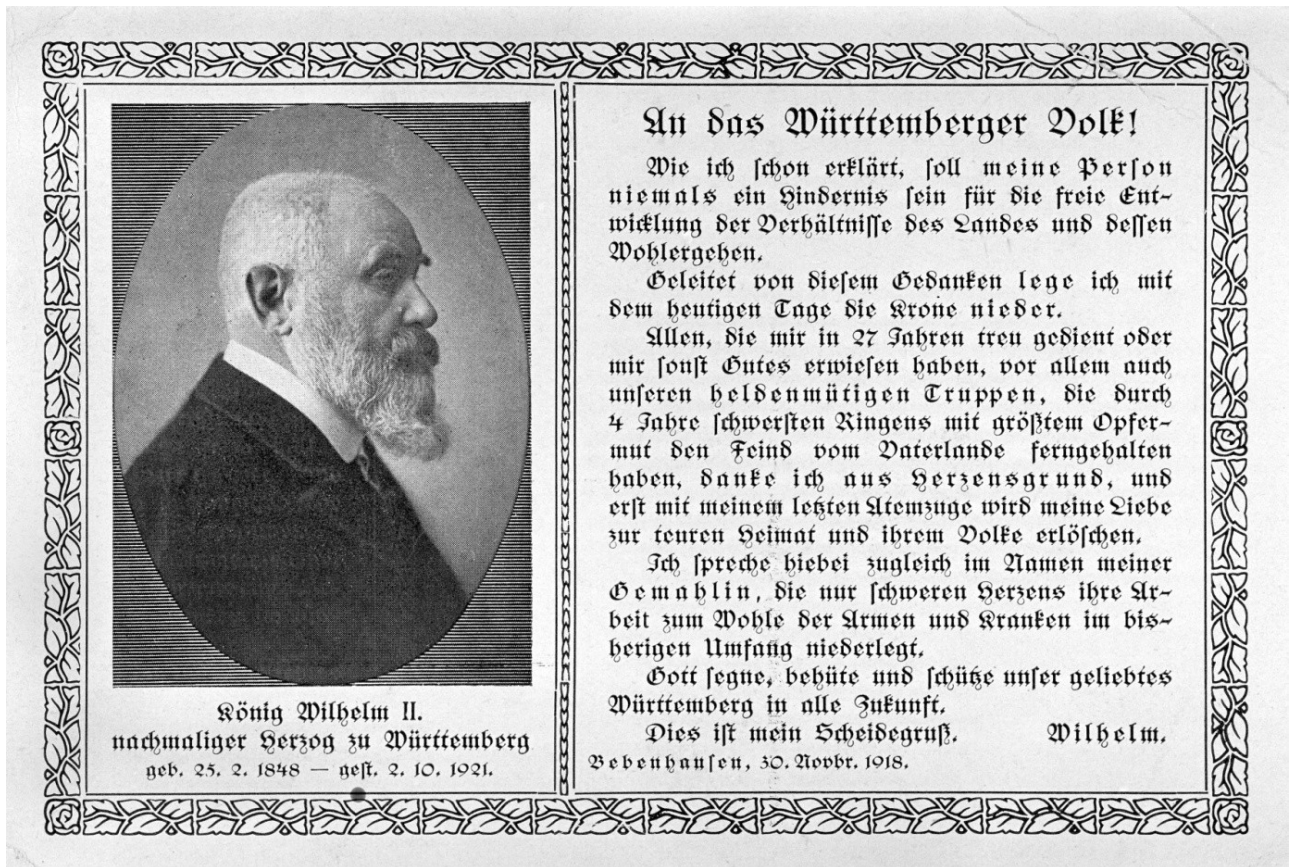 König Wilhelm II.
nachmaliger Herzog zu Württemberg
geb. 25. 2. 1848 — gest. 2. 10. 1921.
An das Württemberger Volk!
Wie ich schon erklärt, soll meine Person
niemals ein Hindernis sein für die freie Ent-
wicklung der Verhältnisse des Landes und dessen
Wohlergehen.
Geleitet von diesem Gedanken lege ich mit
dem heutigen Tage die Krone nieder.
Allen, die mir in 27 Jahren treu gedient oder
mir sonst Gutes erwiesen haben, vor allem auch
unseren heldenmütigen Truppen, die durch
4 Jahre schwersten Ringens mit größtem Opfer-
mut den Feind vom Vaterlande ferngehalten
haben, danke ich aus Herzensgrund, und
erst mit meinem letzten Atemzuge wird meine Liebe
zur teuren Heimat und ihrem Volke erlöschen.
Ich spreche hiebei zugleich im Namen meiner
Gemahlin, die nur schweren Herzens ihre Ar-
beit zum Wohle der Armen und Kranken im bis-
herigen Umfang niederlegt.
Gott segne, behüte und schütze unser geliebtes
Württemberg in alle Zukunft.
Dies ist mein Scheidegruß. Wilhelm.
Bebenhausen, 30. Novbr. 1918.